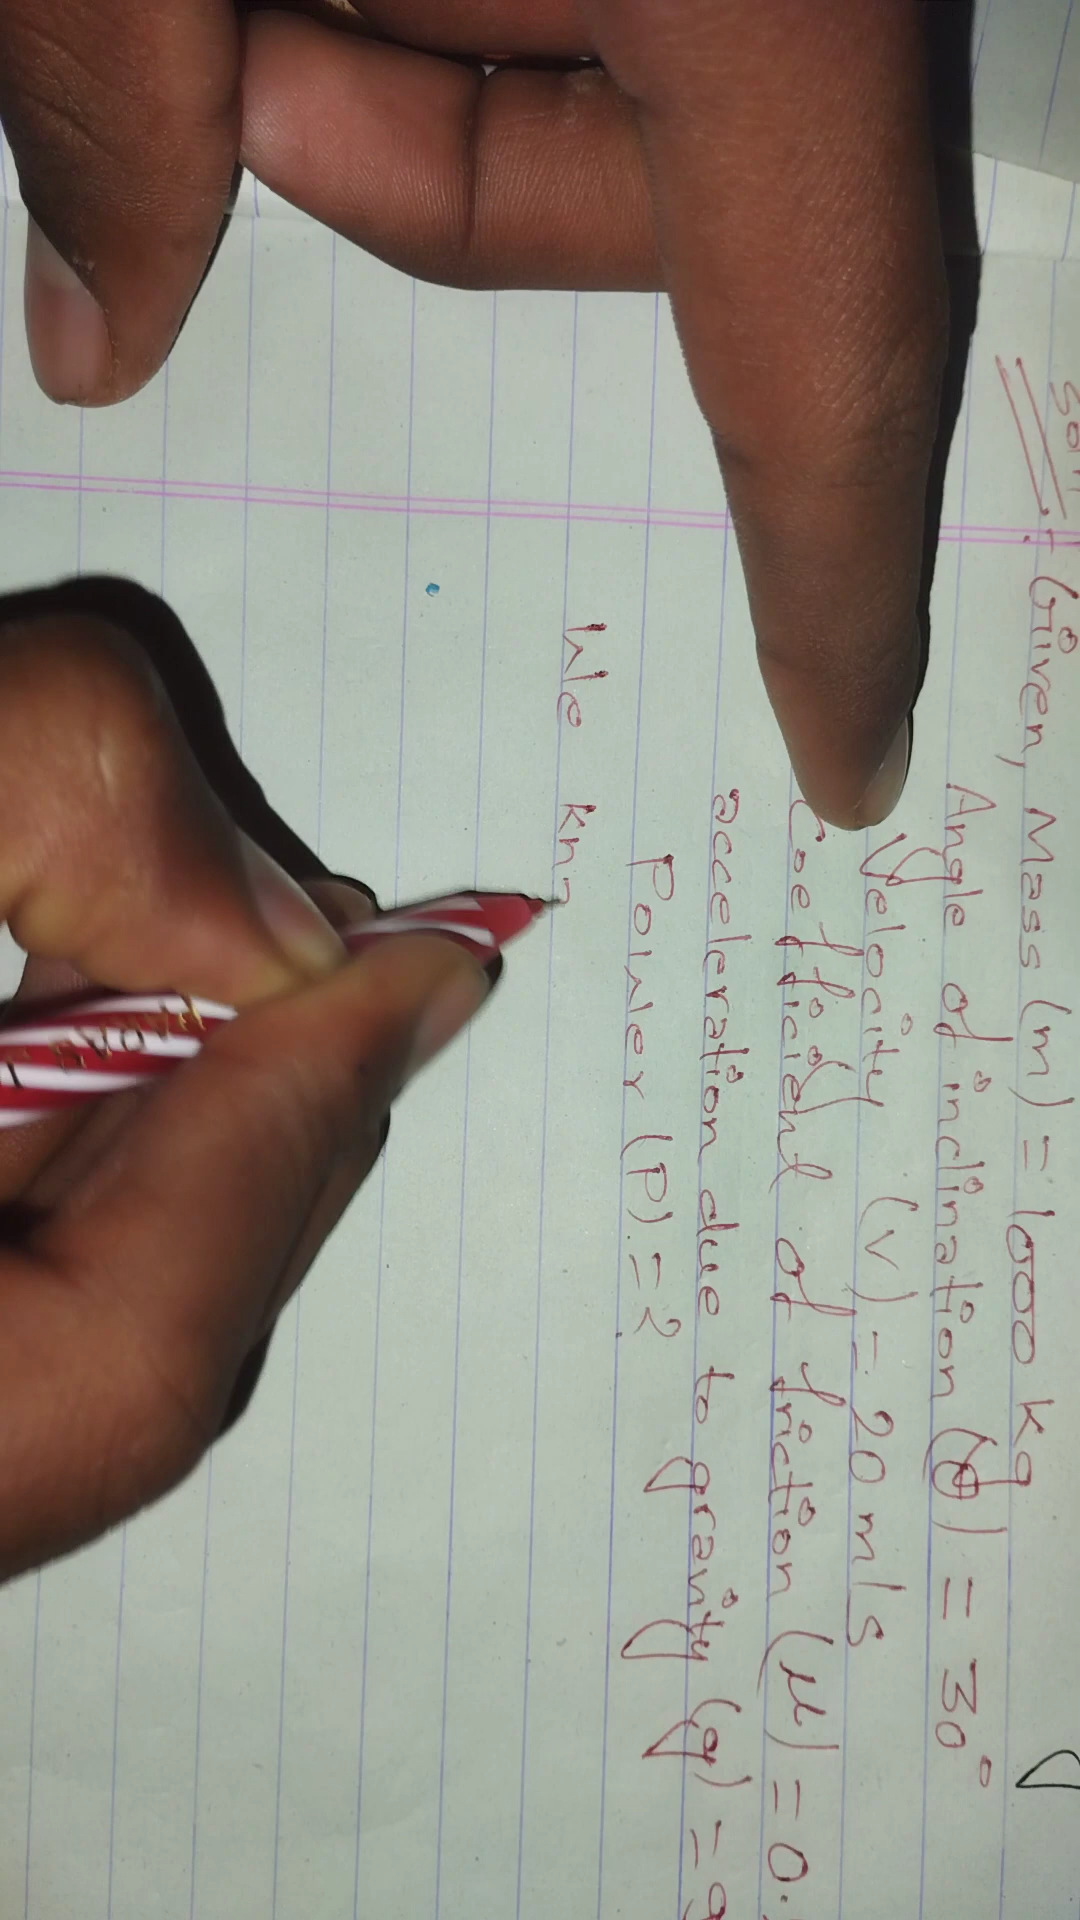 Soln
:- Given, Mass (m) = 1000 kg
Angle of inclination (θ) = 30°
Velocity (v) = 20 m/s
Coefficient of friction (μ) = 0.
acceleration due to gravity (g) = 9
Power (P) = ?
We kn